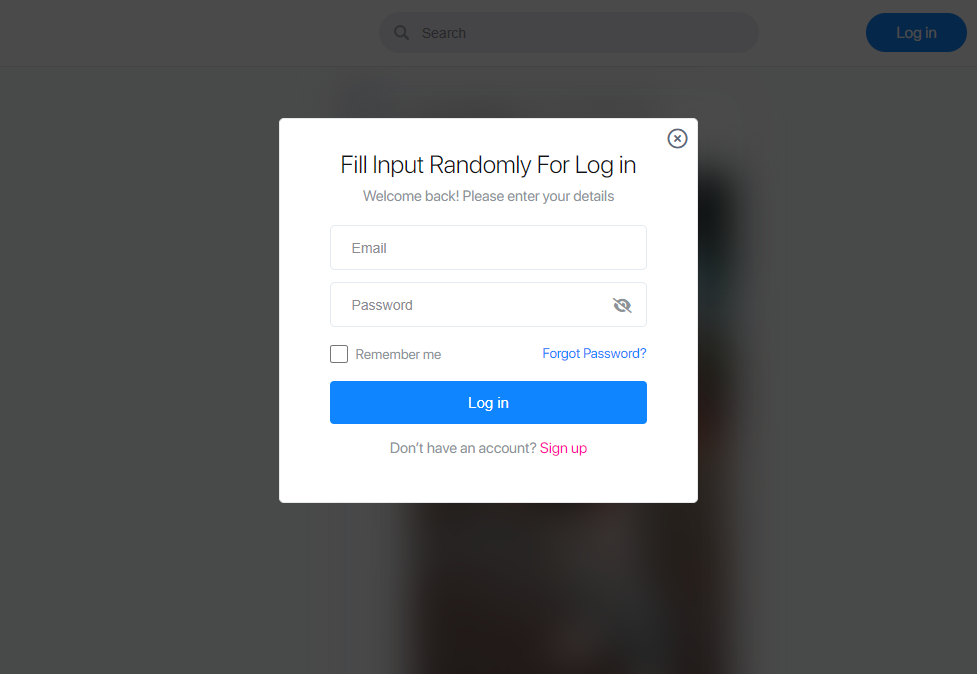 Search
Log in
Fill Input Randomly For Log in
Welcome back! Please enter your details
Email
Password
Remember me
Forgot Password?
Log in
Don’t have an account? Sign up